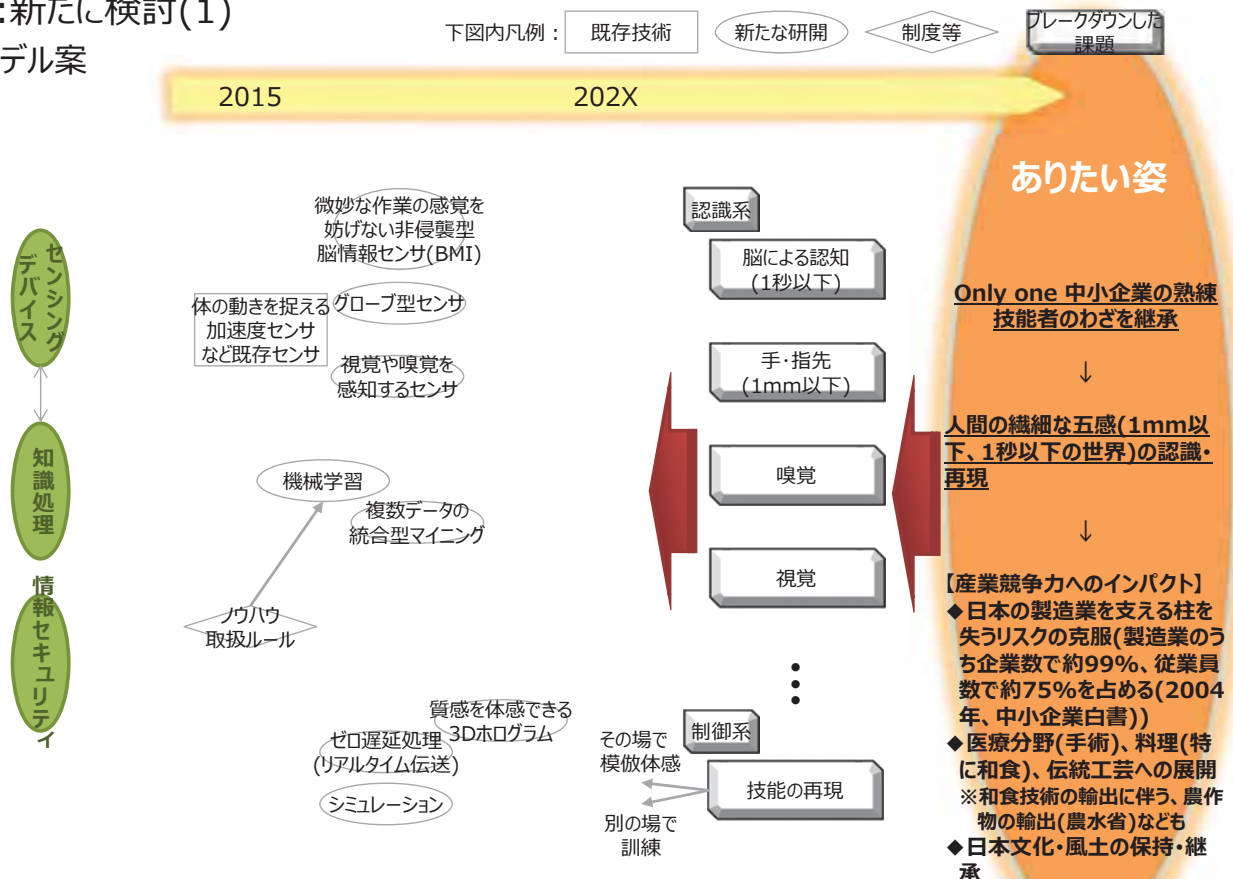 :新たに検討(1)
デル案
下図内凡例：
既存技術
新たな研開
制度等
ブレークダウンした
課題
2015
202X
ありたい姿
センシング
デバイス
知識処理
情報セキュリティ
微妙な作業の感覚を
妨げない非侵襲型
脳情報センサ(BMI)
体の動きを捉える
加速度センサ
など既存センサ
グローブ型センサ
視覚や嗅覚を
感知するセンサ
機械学習
複数データの
統合型マイニング
ノウハウ
取扱ルール
質感を体感できる
3Dホログラム
ゼロ遅延処理
(リアルタイム伝送)
シミュレーション
認識系
脳による認知
(1秒以下)
手・指先
(1mm以下)
嗅覚
視覚
制御系
その場で
模倣体感
技能の再現
別の場で
訓練
Only one 中小企業の熟練
技能者のわざを継承
↓
人間の繊細な五感(1mm以
下、1秒以下の世界)の認識・
再現
↓
【産業競争力へのインパクト】
◆日本の製造業を支える柱を
失うリスクの克服(製造業のう
ち企業数で約99%、従業員
数で約75%を占める(2004
年、中小企業白書))
◆医療分野(手術)、料理(特
に和食)、伝統工芸への展開
※和食技術の輸出に伴う、農作
物の輸出(農水省)なども
◆日本文化・風土の保持・継
承